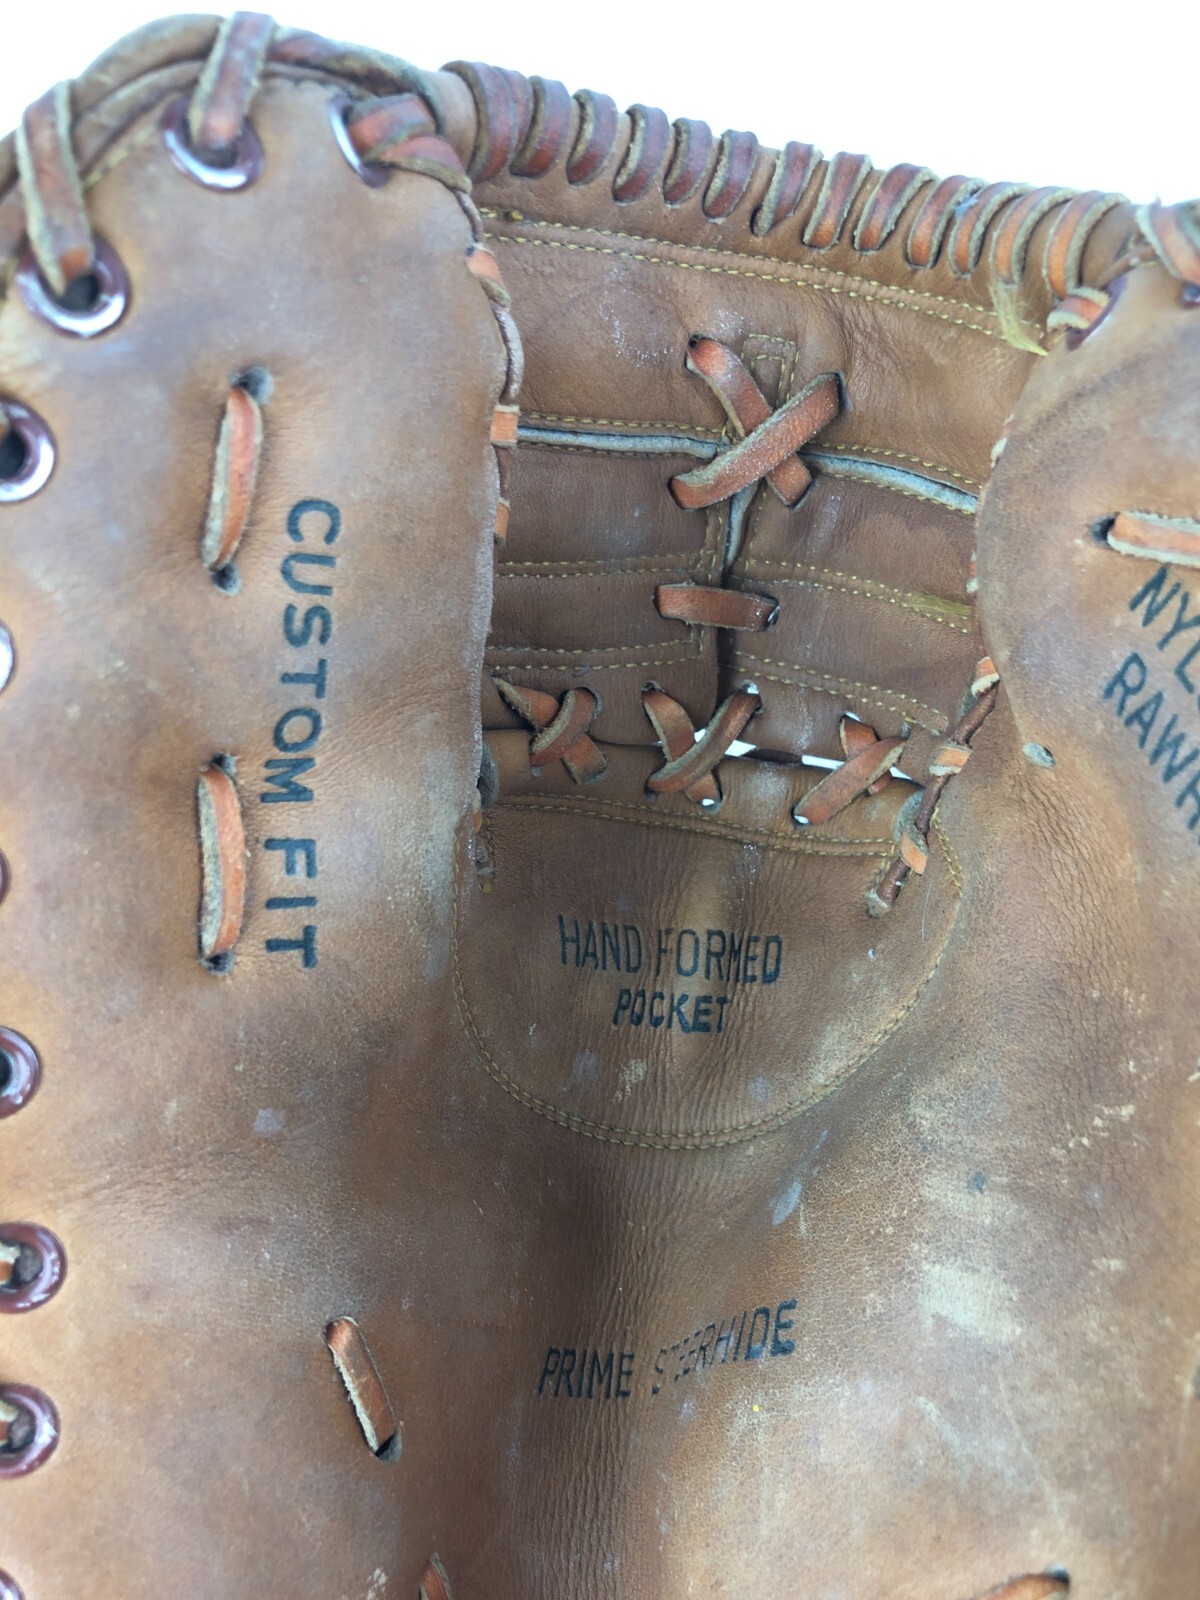 CUSTOM FIT
HAND FORMED
POCKET
PRIME STEERHIDE